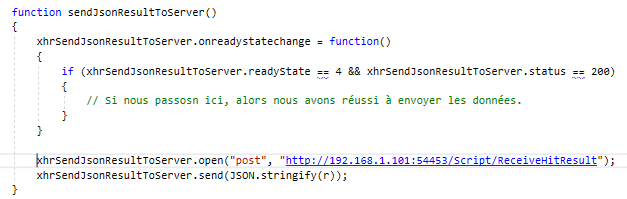 function sendJsonResultToServer()
{
xhrSendJsonResultToServer.onreadystatechange = function()
{
if (xhrSendJsonResultToServer.readyState == 4 && xhrSendJsonResultToServer.status == 200)
{
// Si nous passosn ici, alors nous avons réussi à envoyer les données.
}
}
xhrSendJsonResultToServer.open("post", "http://192.168.1.101:54453/Script/ReceiveHitResult");
xhrSendJsonResultToServer.send(JSON.stringify(r));
}